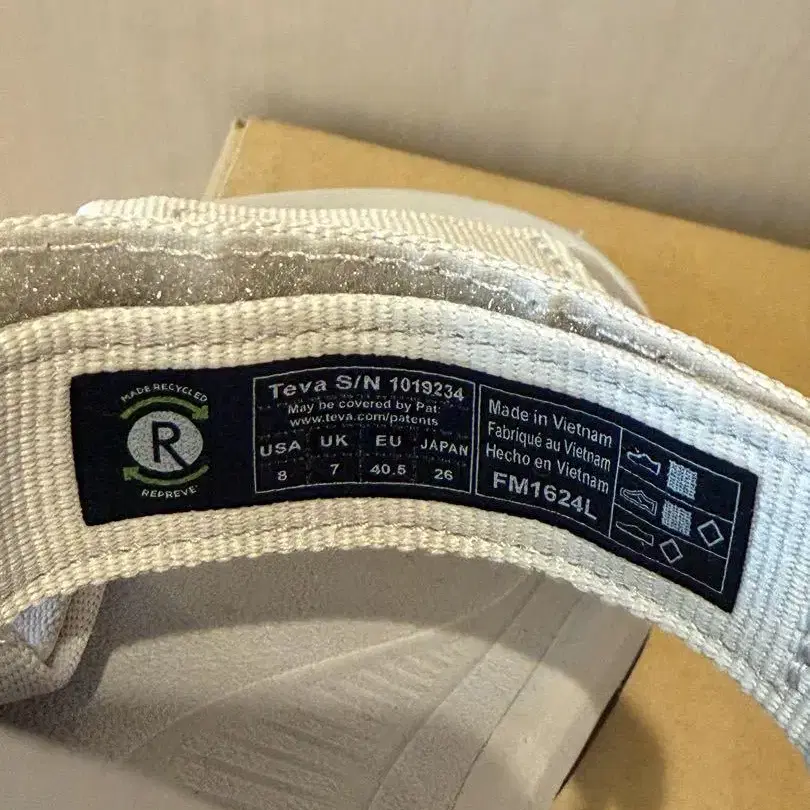 MADE RECYCLED
R
REPREVE
Teva S/N 1019234
May be covered by Pat:
www.teva.com/patents
USA UK EU JAPAN
8 7 40.5 26
Made in Vietnam
Fabriqué au Vietnam
Hecho en Vietnam
FM1624L